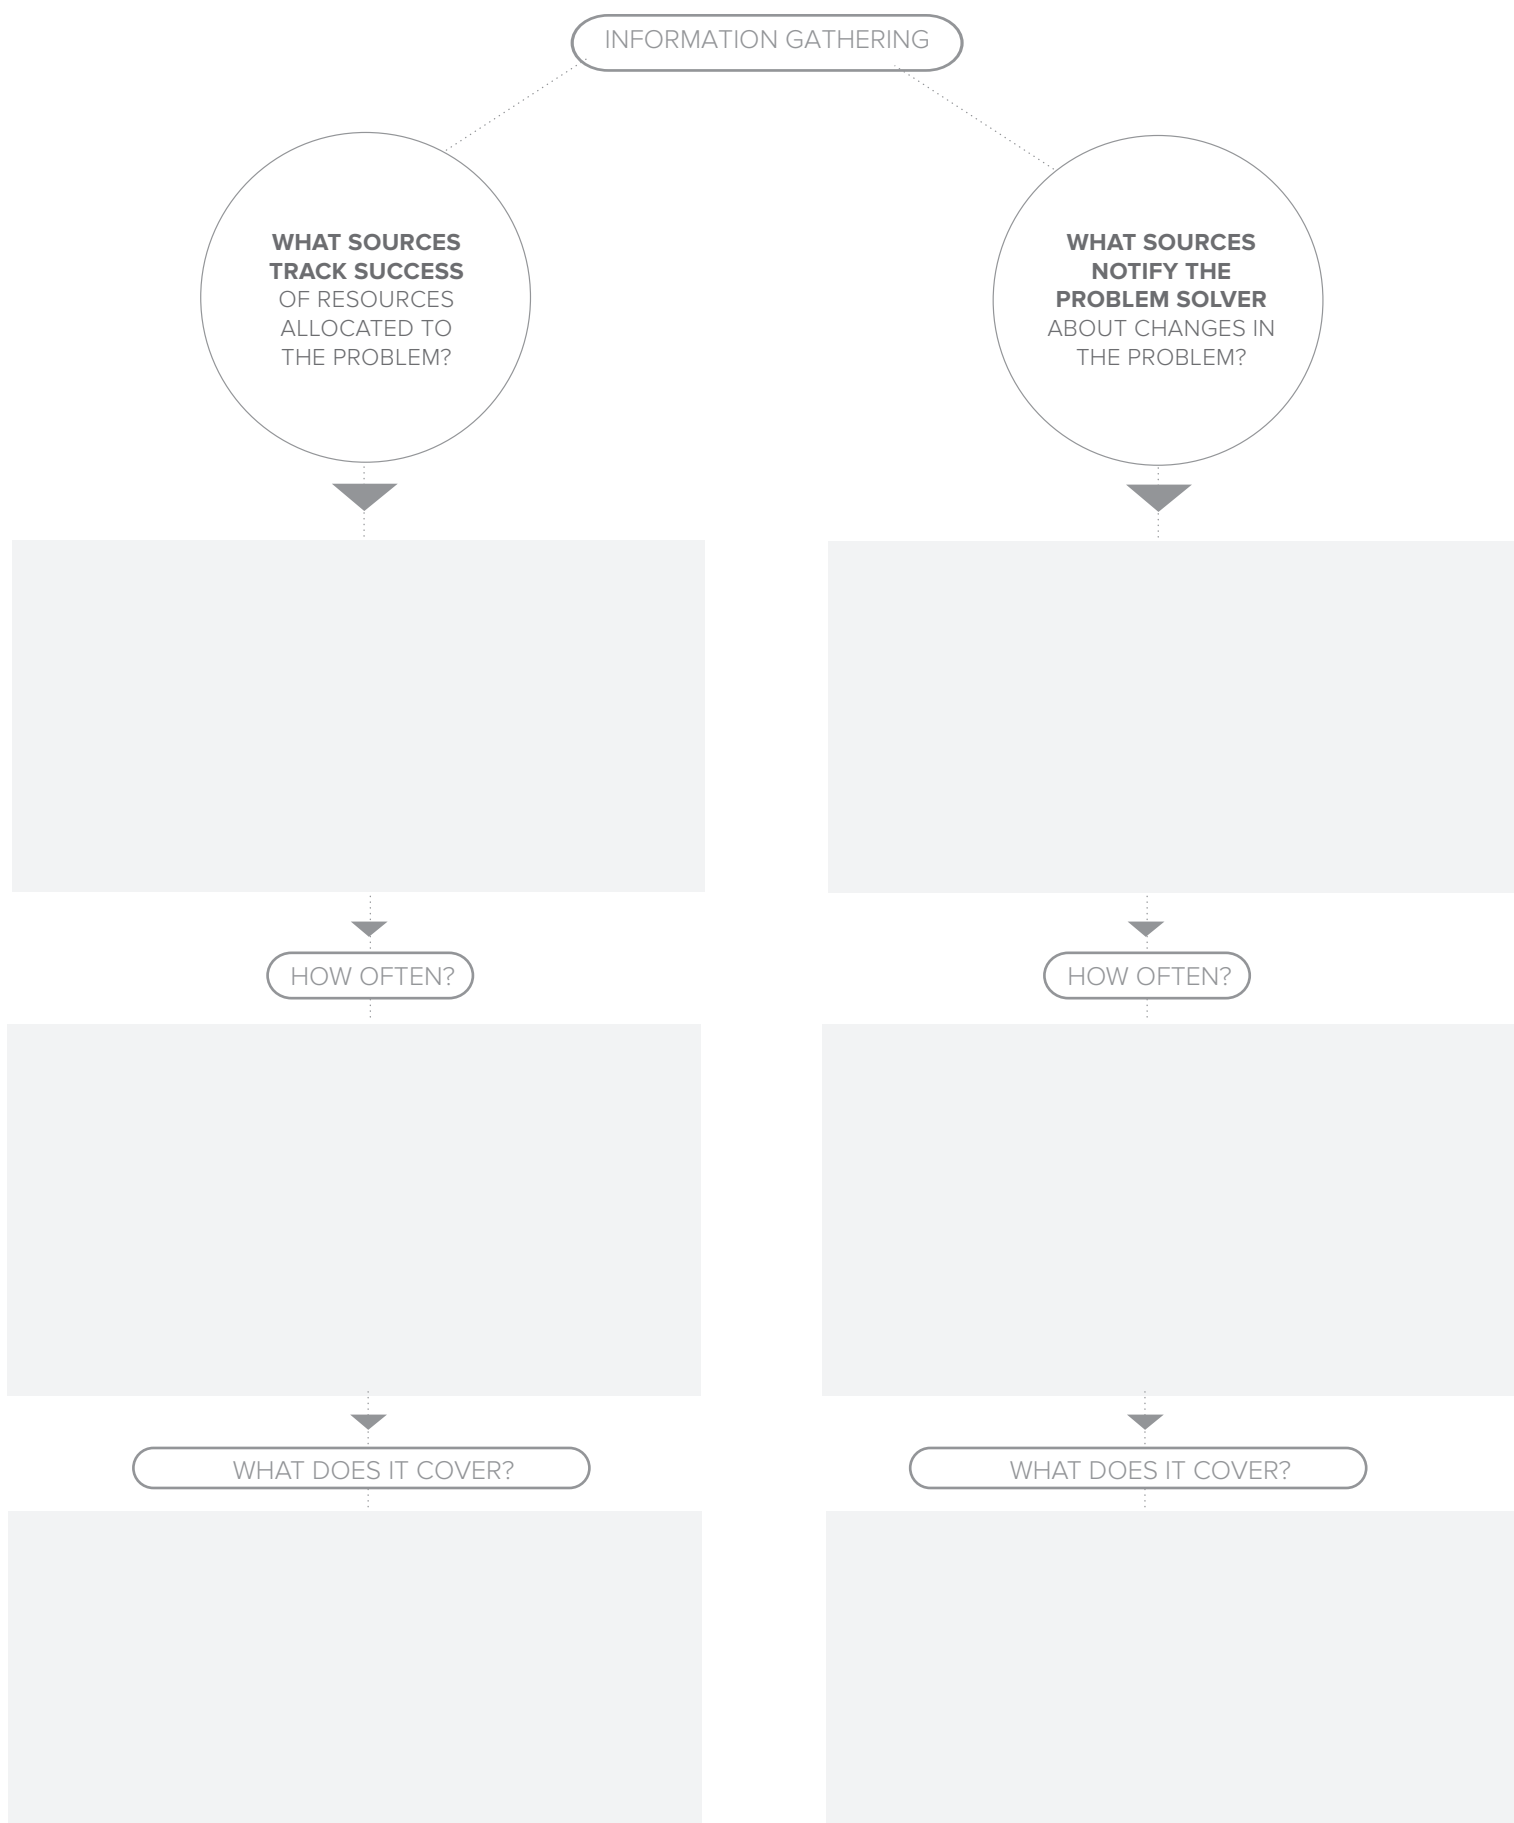 INFORMATION GATHERING
WHAT SOURCES
TRACK SUCCESS
OF RESOURCES
ALLOCATED TO
THE PROBLEM?
WHAT SOURCES
NOTIFY THE
PROBLEM SOLVER
ABOUT CHANGES IN
THE PROBLEM?
HOW OFTEN?
HOW OFTEN?
WHAT DOES IT COVER?
WHAT DOES IT COVER?